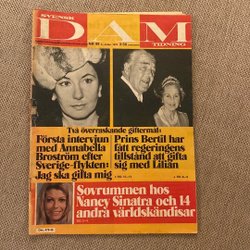 SVENSK
DAM
TIDNING
Två överraskande giftermål:
Första intervjun
med Annabella
Broström efter
Sverige-flykten:
Jag ska gifta mig
Prins Bertil har
fått regeringens
tillstånd att gifta
sig med Lilian
Sovrummen hos
Nancy Sinatra och 14
andra världskändisar